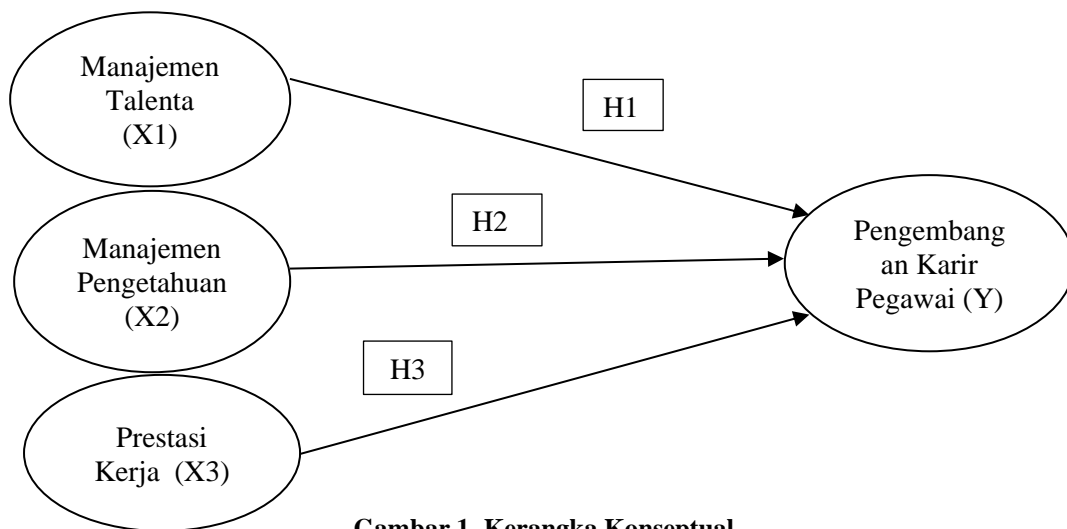 Manajemen
Talenta
(X1)
H1
Manajemen
Pengetahuan
(X2)
H2
Pengembang
an Karir
Pegawai (Y)
H3
Prestasi
Kerja (X3)
Gambar 1. Kerangka Konseptual